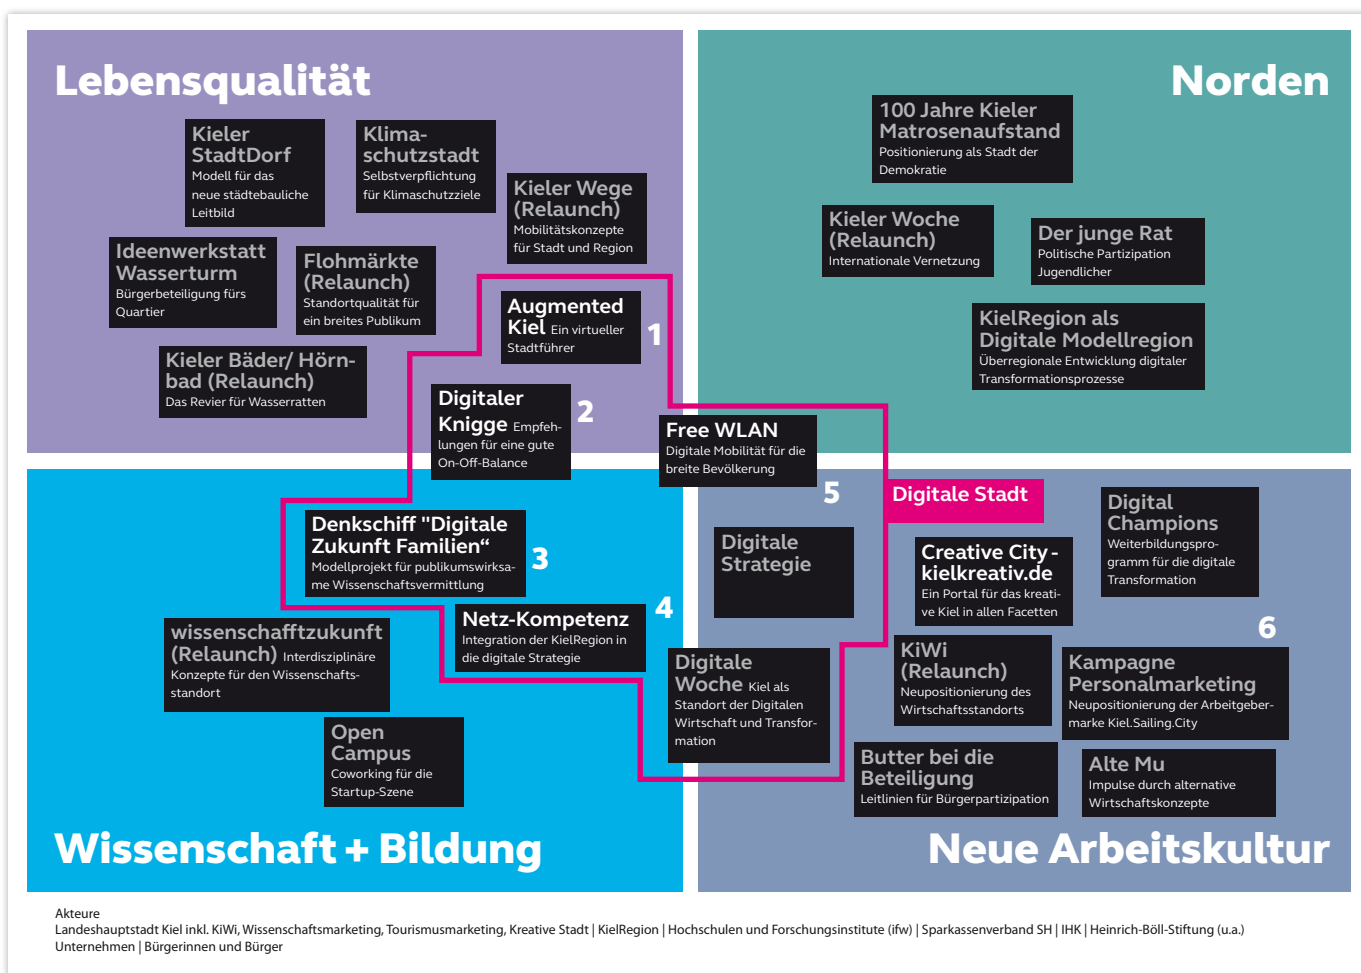 Lebensqualität
Kieler
StadtDorf
Modell für das
neue städtebauliche
Leitbild
Klima-
schutzstadt
Selbstverpflichtung
für Klimaschutzziele
Kieler Wege
(Relaunch)
Mobilitätskonzepte
für Stadt und Region
Ideenwerkstatt
Wasserturm
Bürgerbeteiligung fürs
Quartier
Flohmärkte
(Relaunch)
Standortqualität für
ein breites Publikum
Augmented
Kiel Ein virtueller
Stadtführer
1
Kieler Bäder/ Hörn-
bad (Relaunch)
Das Revier für Wasserratten
Digitaler
Knigge Empfeh-
lungen für eine gute
On-Off-Balance
2
Norden
100 Jahre Kieler
Matrosenaufstand
Positionierung als Stadt der
Demokratie
Kieler Woche
(Relaunch)
Internationale Vernetzung
Der junge Rat
Politische Partizipation
Jugendlicher
KielRegion als
Digitale Modellregion
Überregionale Entwicklung digitaler
Transformationsprozesse
Free WLAN
Digitale Mobilität für die
breite Bevölkerung
5
Denkschiff "Digitale
Zukunft Familien“
Modellprojekt für publikumswirksa-
me Wissenschaftsvermittlung
3
Netz-Kompetenz
Integration der KielRegion in
die digitale Strategie
4
wissenschafftzukunft
(Relaunch) Interdisziplinäre
Konzepte für den Wissenschafts-
standort
Open
Campus
Coworking für die
Startup-Szene
Wissenschaft + Bildung
Digitale Stadt
Digitale
Strategie
Creative City -
kielkreativ.de
Ein Portal für das kreati-
ve Kiel in allen Facetten
Digital
Champions
Weiterbildungspro-
gramm für die digitale
Transformation
6
Digitale
Woche Kiel als
Standort der Digitalen
Wirtschaft und Transfor-
mation
KiWi
(Relaunch)
Neupositionierung des
Wirtschaftsstandorts
Kampagne
Personalmarketing
Neupositionierung der Arbeitgeber-
marke Kiel.Sailing.City
Butter bei die
Beteiligung
Leitlinien für Bürgerpartizipation
Alte Mu
Impulse durch alternative
Wirtschaftskonzepte
Neue Arbeitskultur
Akteure
Landeshauptstadt Kiel inkl. KiWi, Wissenschaftsmarketing, Tourismusmarketing, Kreative Stadt | KielRegion | Hochschulen und Forschungsinstitute (ifw) | Sparkassenverband SH | IHK | Heinrich-Böll-Stiftung (u.a.)
Unternehmen | Bürgerinnen und Bürger